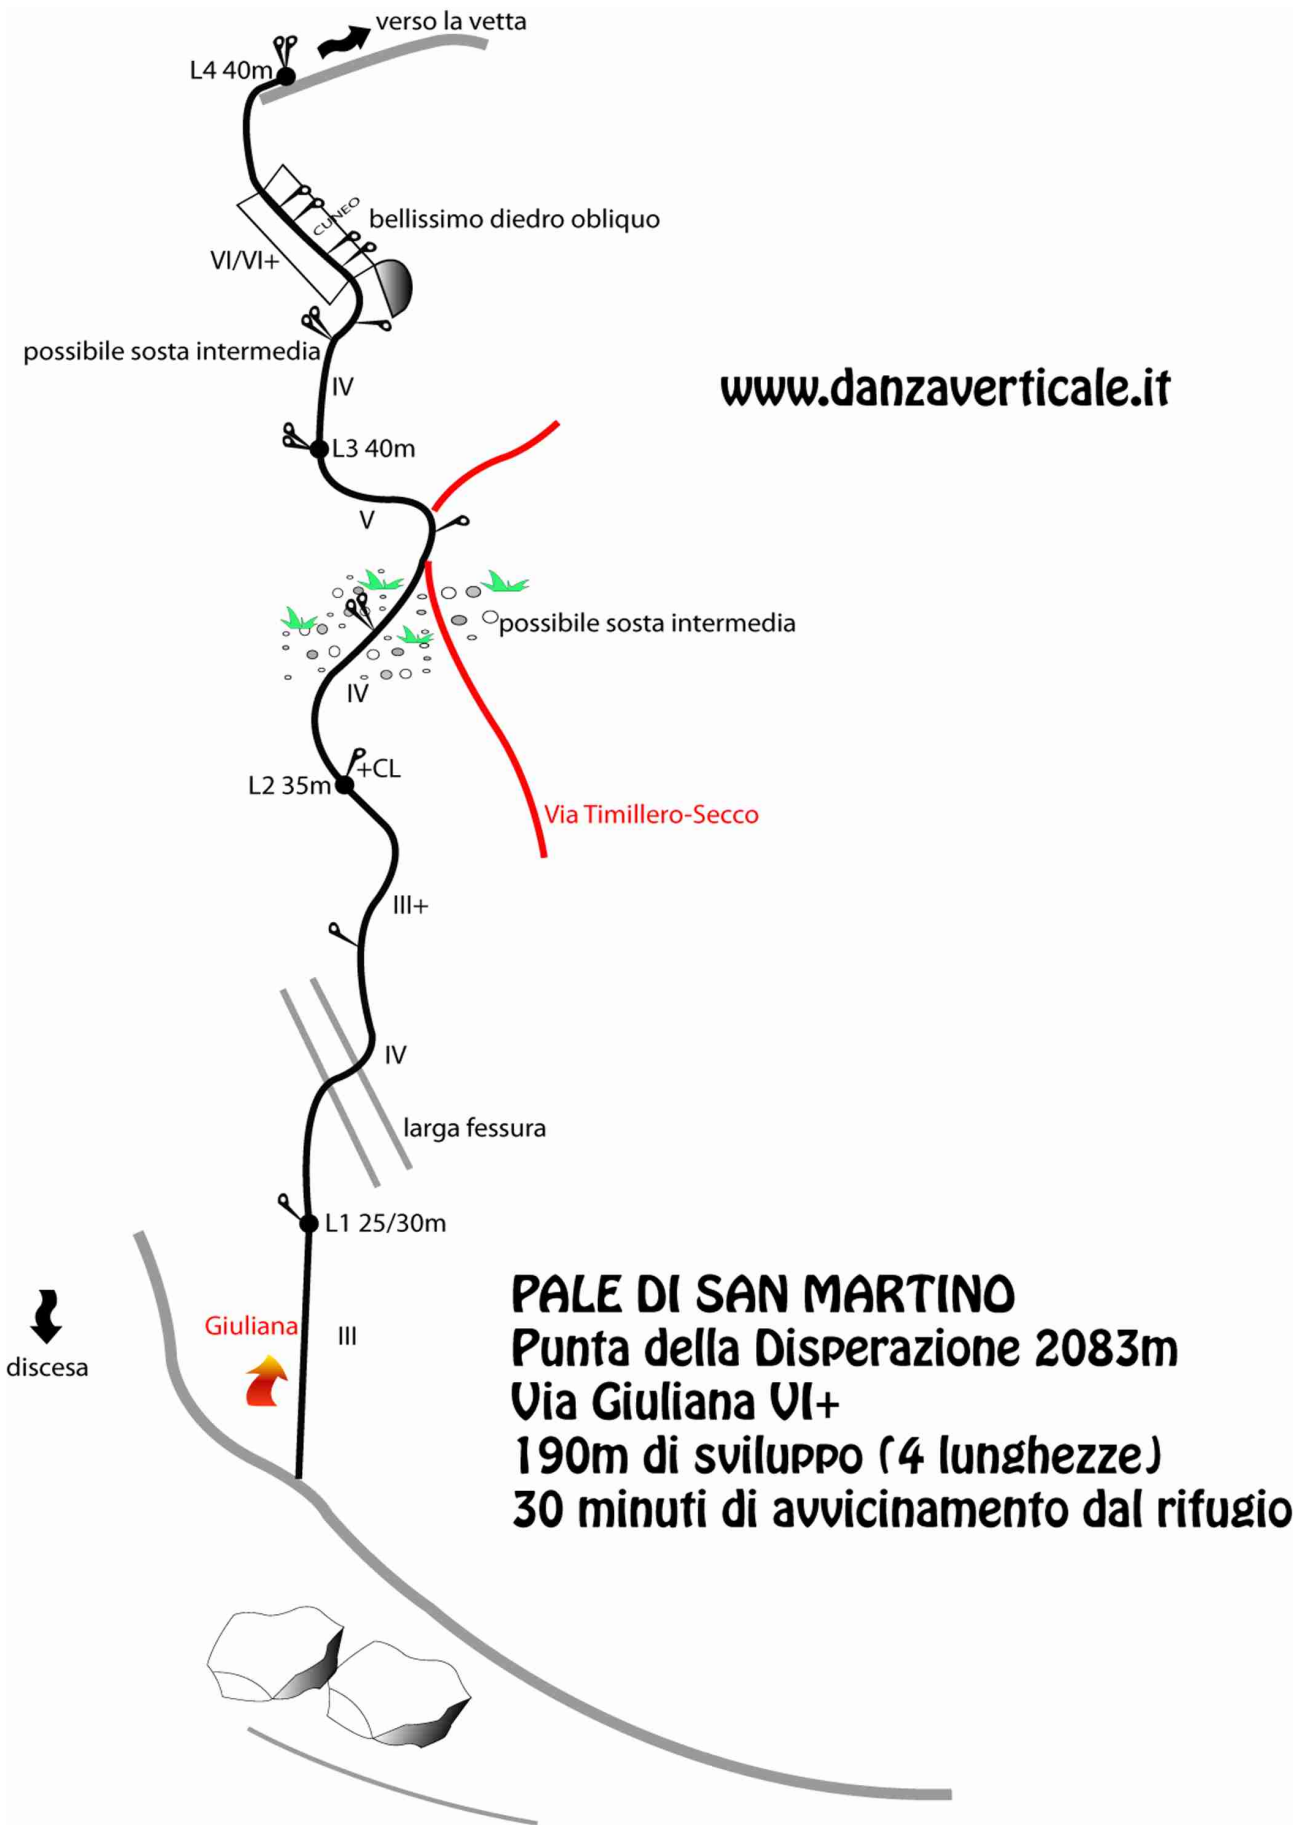 verso la vetta
L4 40m
CUNEO
bellissimo diedro obliquo
VI/VI+
possibile sosta intermedia
IV
www.danzaverticale.it
L3 40m
V
possibile sosta intermedia
IV
+CL
L2 35m
Via Timillero-Secco
III+
IV
larga fessura
L1 25/30m
Giuliana
III
discesa
PALE DI SAN MARTINO
Punta della Disperazione 2083m
Via Giuliana VI+
190m di sviluppo (4 lunghezze)
30 minuti di avvicinamento dal rifugio